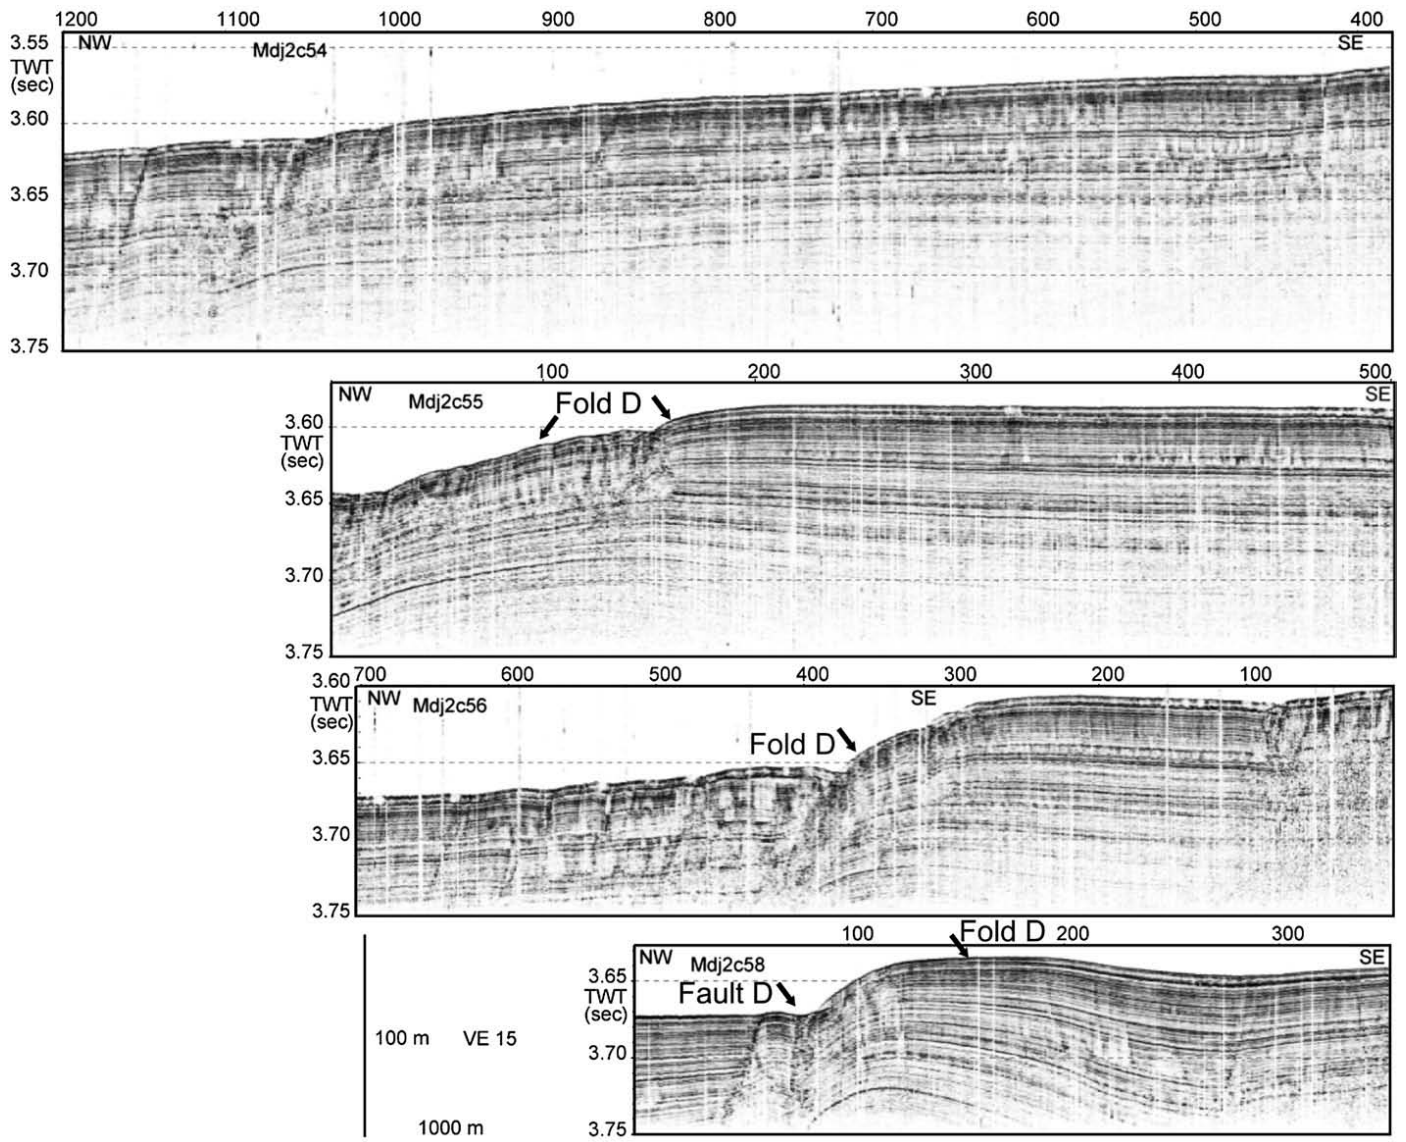 1200 1100 1000 900 800 700 600 500 400
3.55 NW Mdj2c54 SE
TWT
(sec)
3.60
3.65
3.70
3.75
100 200 300 400 500
NW Mdj2c55 Fold D SE
3.60
TWT
(sec)
3.65
3.70
3.75
3.60 700 600 500 400 300 200 100
TWT NW Mdj2c56 SE
(sec)
Fold D
3.65
3.70
3.75
100 Fold D 200 300
NW Mdj2c58 SE
3.65
TWT Fault D
(sec)
3.70
3.75
100 m VE 15
1000 m